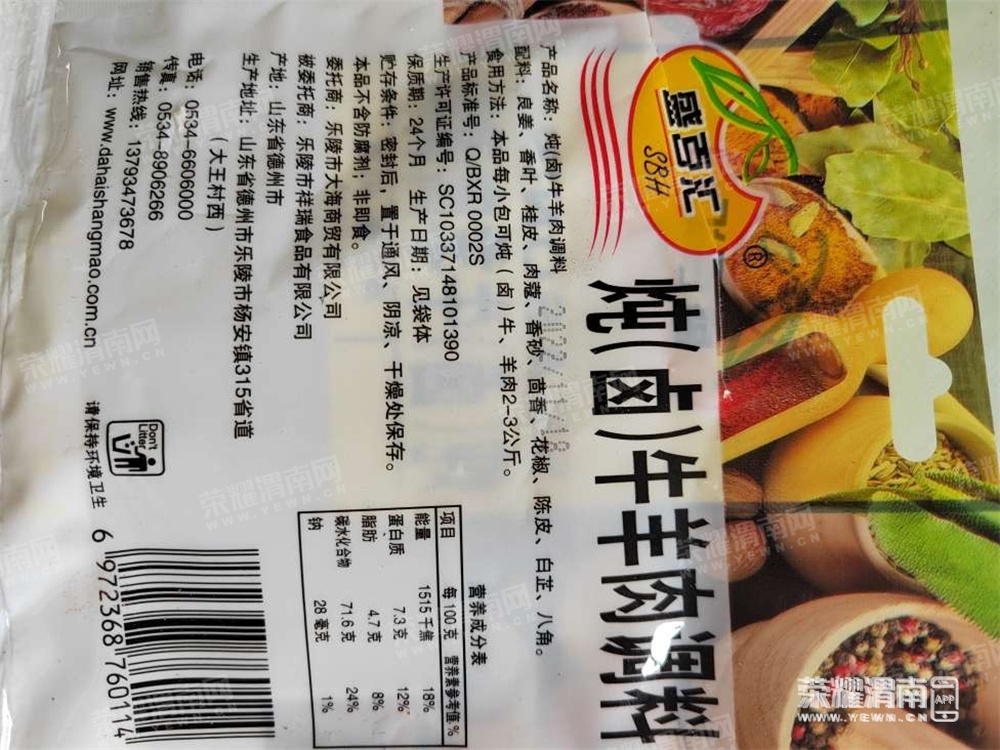 盛百汇
SBH
®
炖(卤)牛羊肉调料
产品名称：炖(卤)牛羊肉调料
配料：良姜、香叶、桂皮、肉蔻、香砂、茴香、花椒、陈皮、白芷、八角。
食用方法：本品每小包可炖（卤）牛、羊肉2-3公斤。
产品标准号：Q/BXR 0002S
生产许可证编号：SC10337148101390
保质期：24个月 生产日期：见袋体
贮存条件：密封后，置于通风、阴凉、干燥处保存。
本品不含防腐剂，非即食。
委托商：乐陵市大海商贸有限公司
被委托商：乐陵市祥瑞食品有限公司
产地：山东省德州市
生产地址：山东省德州市乐陵市杨安镇315省道
（大王村西）
电话：0534-6606000
传真：0534-8906266
销售热线：13793473678
网址：www.dahaishangmao.com.cn
Don't
Litter
请保持环境卫生
营养成分表
项目 每100克 营养素参考值%
能量 1515千焦 18%
蛋白质 7.3克 12%
脂肪 4.7克 8%
碳水化合物 71.6克 24%
钠 28毫克 1%
6 972368 760114
荣耀渭南网
WWW.YEWN.CN
APP